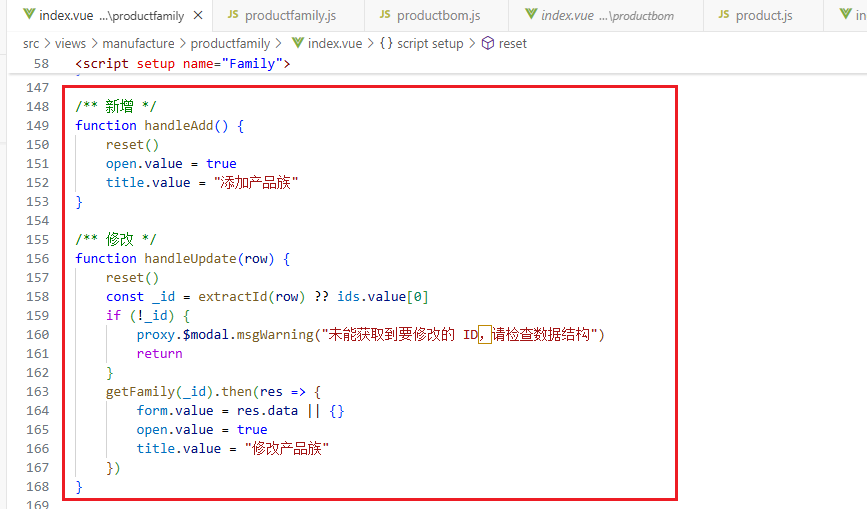 index.vue ...\productfamily × JS productfamily.js JS productbom.js index.vue ...\productbom JS product.js in
src > views > manufacture > productfamily > index.vue > {} script setup > reset
58 <script setup name="Family">
147
148 /** 新增 */
149 function handleAdd() {
150     reset()
151     open.value = true
152     title.value = "添加产品族"
153 }
154
155 /** 修改 */
156 function handleUpdate(row) {
157     reset()
158     const _id = extractId(row) ?? ids.value[0]
159     if (!_id) {
160         proxy.$modal.msgWarning("未能获取到要修改的 ID，请检查数据结构")
161         return
162     }
163     getFamily(_id).then(res => {
164         form.value = res.data || {}
165         open.value = true
166         title.value = "修改产品族"
167     })
168 }
169